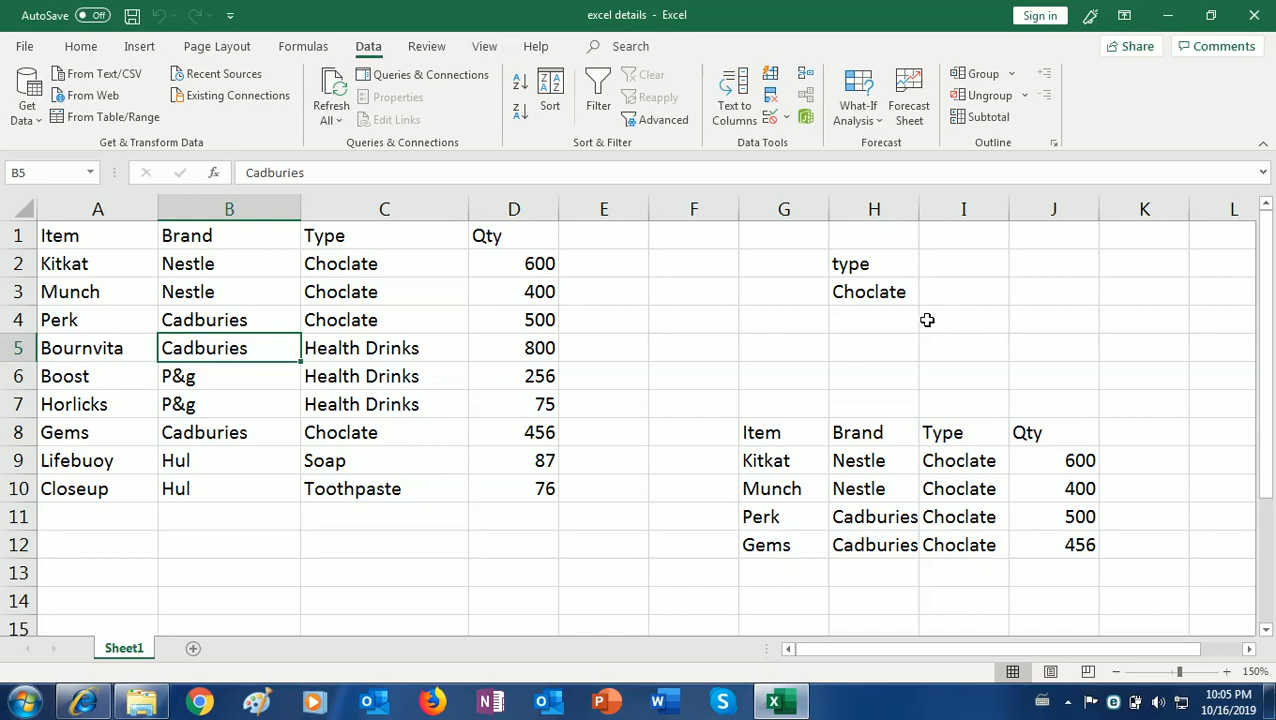 AutoSave Off excel details - Excel Sign in
File Home Insert Page Layout Formulas Data Review View Help Search Share Comments
Get Data From Text/CSV From Web From Table/Range Recent Sources Existing Connections
Refresh All Queries & Connections Properties Edit Links
Sort Filter Clear Reapply Advanced
Text to Columns What-If Analysis Forecast Sheet Group Ungroup Subtotal
Get & Transform Data Queries & Connections Sort & Filter Data Tools Forecast Outline
B5 fx Cadburies
A B C D E F G H I J K L
1 Item Brand Type Qty
2 Kitkat Nestle Choclate 600 type
3 Munch Nestle Choclate 400 Choclate
4 Perk Cadburies Choclate 500
5 Bournvita Cadburies Health Drinks 800
6 Boost P&g Health Drinks 256
7 Horlicks P&g Health Drinks 75
8 Gems Cadburies Choclate 456 Item Brand Type Qty
9 Lifebuoy Hul Soap 87 Kitkat Nestle Choclate 600
10 Closeup Hul Toothpaste 76 Munch Nestle Choclate 400
11 Perk Cadburies Choclate 500
12 Gems Cadburies Choclate 456
13
14
15
Sheet1
150%
10:05 PM
10/16/2019